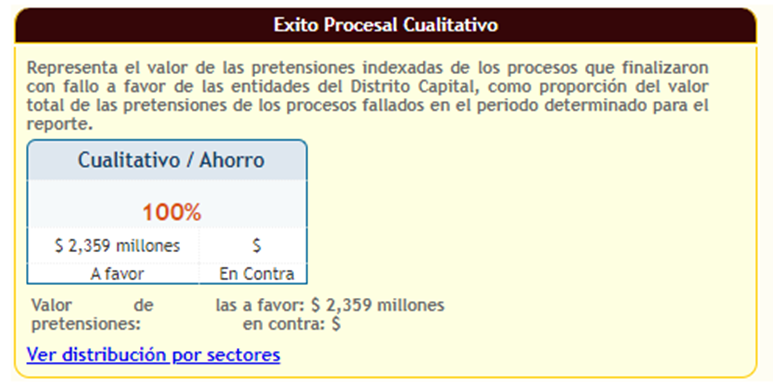 Exito Procesal Cualitativo
Representa el valor de las pretensiones indexadas de los procesos que finalizaron
con fallo a favor de las entidades del Distrito Capital, como proporción del valor
total de las pretensiones de los procesos fallados en el periodo determinado para el
reporte.
Cualitativo / Ahorro
100%
$ 2,359 millones $
A favor En Contra
Valor de las a favor: $ 2,359 millones
pretensiones: en contra: $
Ver distribución por sectores